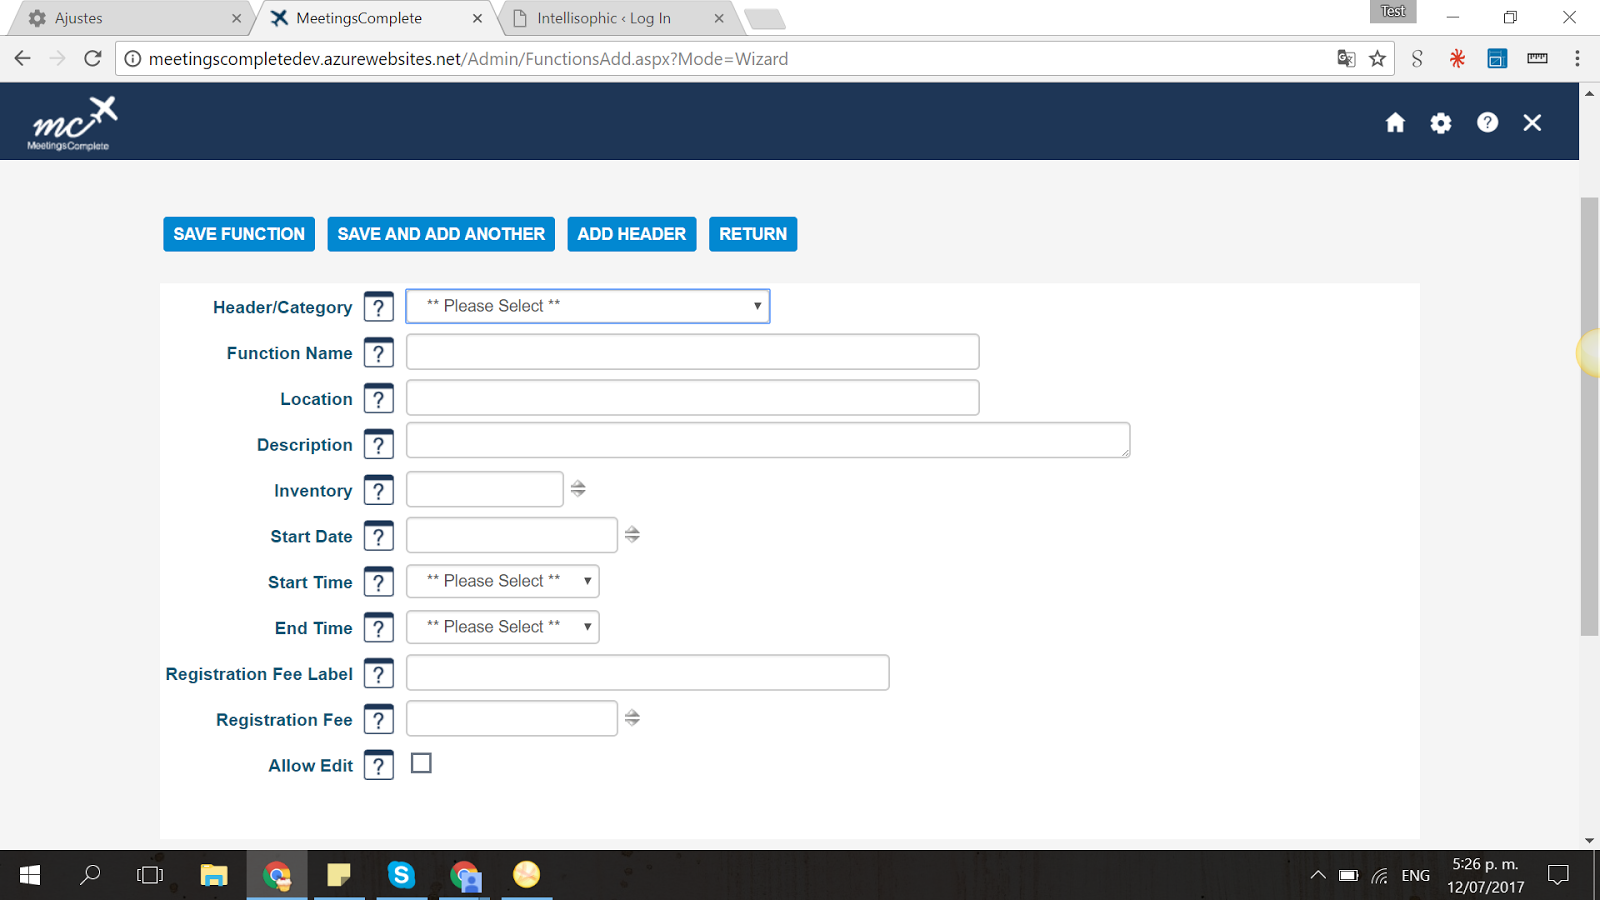 Ajustes
MeetingsComplete
Intellisophic ‹ Log In
Test
meetingscompletedev.azurewebsites.net/Admin/FunctionsAdd.aspx?Mode=Wizard
mc
MeetingsComplete
SAVE FUNCTION
SAVE AND ADD ANOTHER
ADD HEADER
RETURN
Header/Category ? ** Please Select **
Function Name ?
Location ?
Description ?
Inventory ?
Start Date ?
Start Time ? ** Please Select **
End Time ? ** Please Select **
Registration Fee Label ?
Registration Fee ?
Allow Edit ?
ENG
5:26 p. m.
12/07/2017